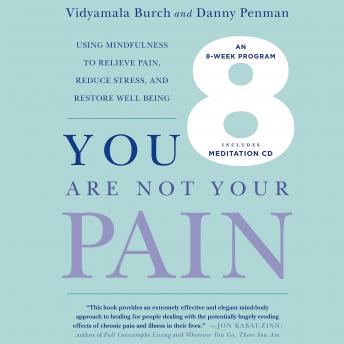 Vidyamala Burch and Danny Penman
USING MINDFULNESS
TO RELIEVE PAIN,
REDUCE STRESS, AND
RESTORE WELL BEING
AN
8-WEEK PROGRAM
8
INCLUDES
MEDITATION CD
YOU
ARE NOT YOUR
PAIN
"This book provides an extremely effective and elegant mind-body
approach to healing for people dealing with the potentially hugely eroding
effects of chronic pain and illness in their lives." —JON KABAT-ZINN,
author of Full Catastrophe Living and Wherever You Go, There You Are